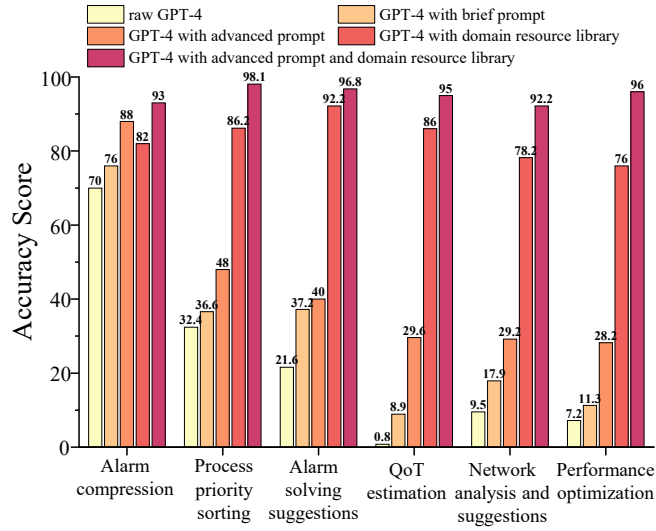 raw GPT-4
GPT-4 with brief prompt
GPT-4 with advanced prompt
GPT-4 with domain resource library
GPT-4 with advanced prompt and domain resource library
Accuracy Score
100
80
60
40
20
0
70
76
88
82
93
32.4
36.6
48
86.2
98.1
21.6
37.2
40
92.2
96.8
0.8
8.9
29.6
86
95
9.5
17.9
29.2
78.2
92.2
7.2
11.3
28.2
76
96
Alarm
compression
Process
priority
sorting
Alarm
solving
suggestions
QoT
estimation
Network
analysis and
suggestions
Performance
optimization